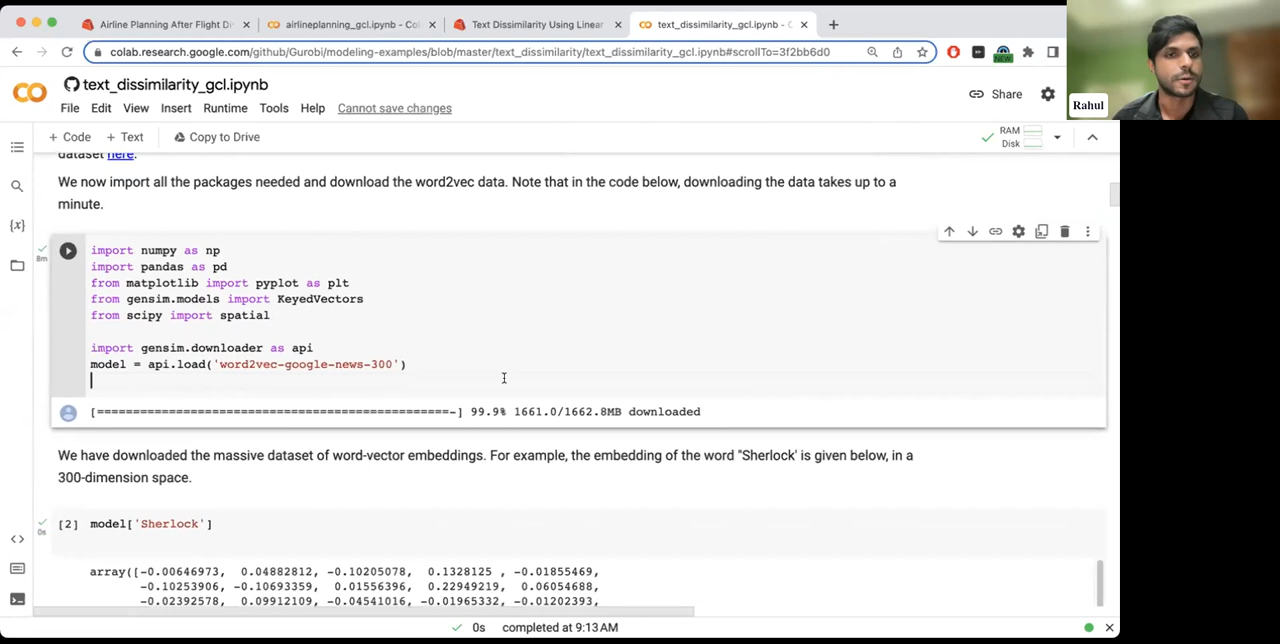 Airline Planning After Flight Di
airlineplanning_gcl.ipynb - Col
Text Dissimilarity Using Linear
text_dissimilarity_gcl.ipynb - C
colab.research.google.com/github/Gurobi/modeling-examples/blob/master/text_dissimilarity/text_dissimilarity_gcl.ipynb#scrollTo=3f2bb6d0
NEW
text_dissimilarity_gcl.ipynb
Share
Rahul
File Edit View Insert Runtime Tools Help Cannot save changes
+ Code + Text Copy to Drive
RAM
Disk
dataset here.
We now import all the packages needed and download the word2vec data. Note that in the code below, downloading the data takes up to a
minute.
8m
import numpy as np
import pandas as pd
from matplotlib import pyplot as plt
from gensim.models import KeyedVectors
from scipy import spatial
import gensim.downloader as api
model = api.load('word2vec-google-news-300')
[==================================================-] 99.9% 1661.0/1662.8MB downloaded
We have downloaded the massive dataset of word-vector embeddings. For example, the embedding of the word "Sherlock' is given below, in a
300-dimension space.
0s
[2] model['Sherlock']
array([-0.00646973, 0.04882812, -0.10205078, 0.1328125 , -0.01855469,
-0.10253906, -0.10693359, 0.01556396, 0.22949219, 0.06054688,
-0.02392578, 0.09912109, -0.04541016, -0.01965332, -0.01202393,
0s completed at 9:13 AM